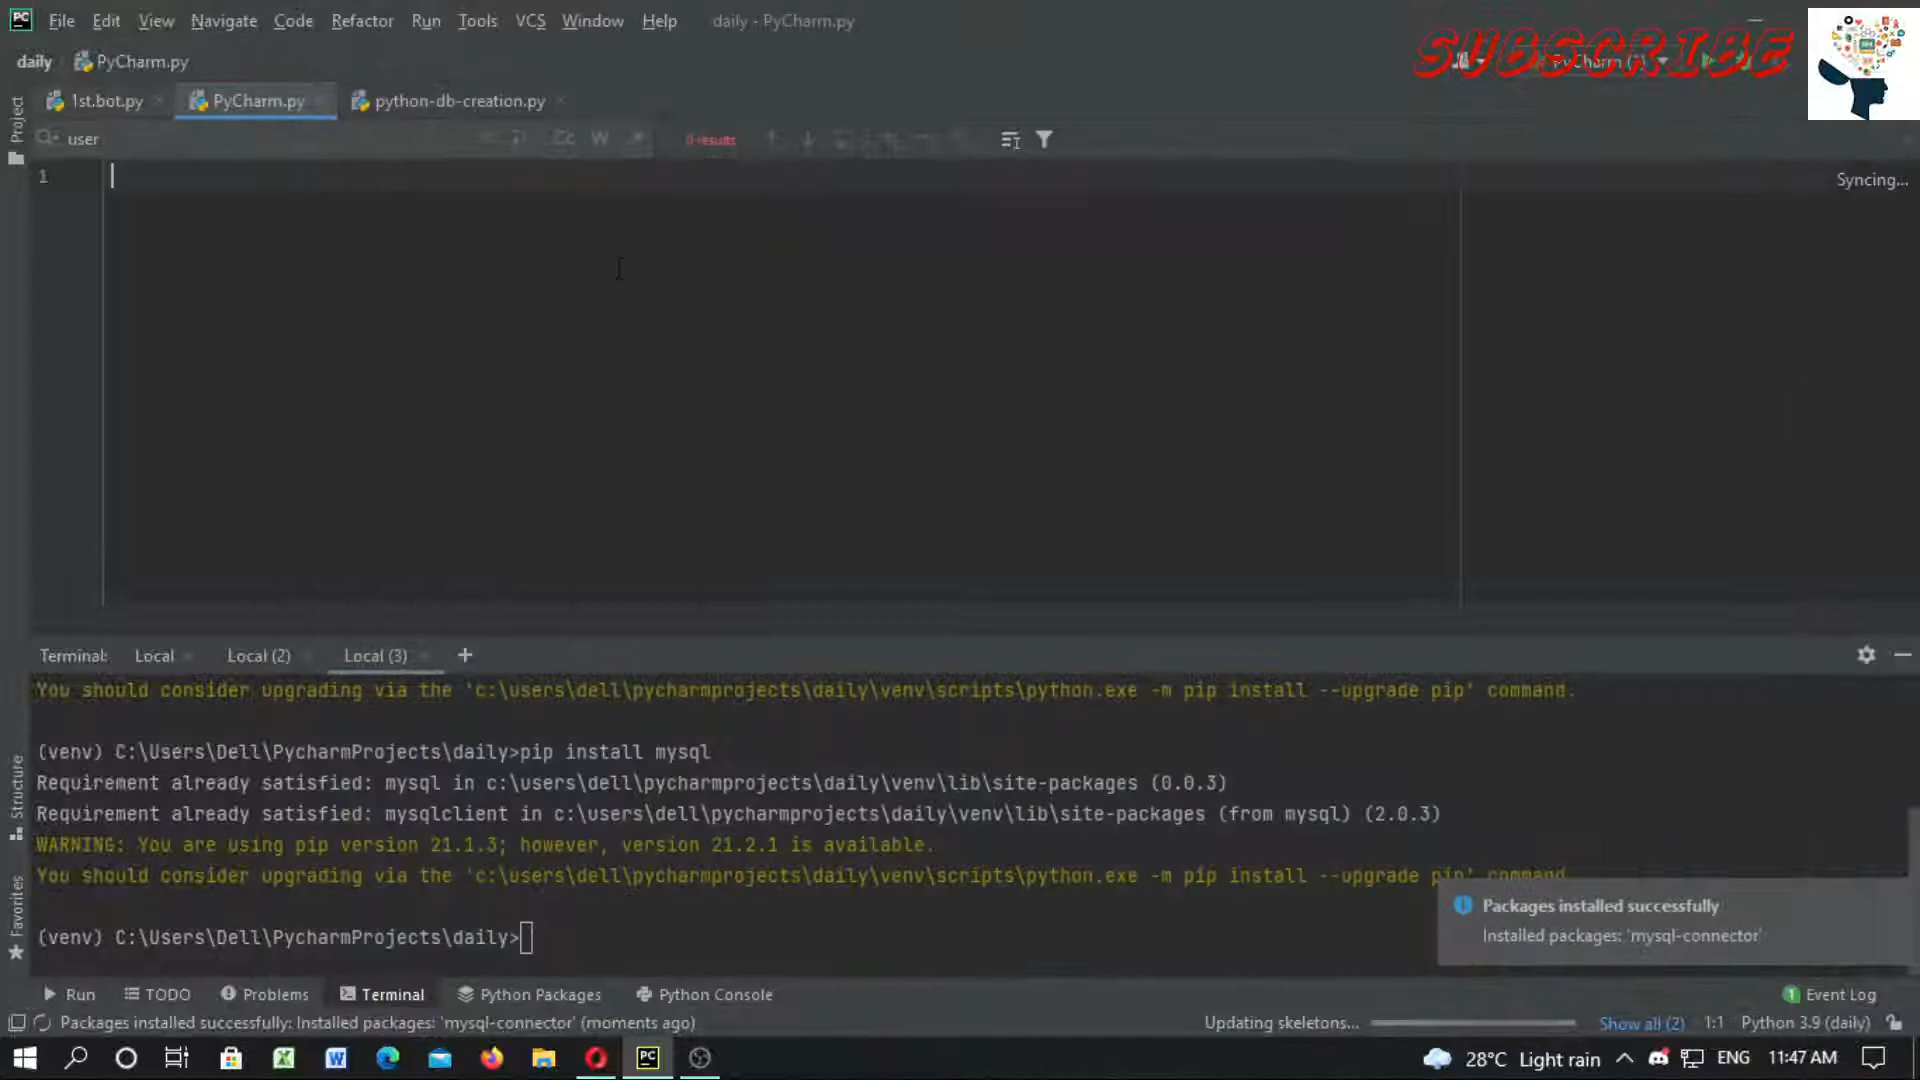 File Edit View Navigate Code Refactor Run Tools VCS Window Help daily - PyCharm.py
SUBSCRIBE
daily PyCharm.py
1st.bot.py PyCharm.py python-db-creation.py
Project
user Cc W 0 results
1
Syncing...
Terminal: Local Local (2) Local (3) +
You should consider upgrading via the 'c:\users\dell\pycharmprojects\daily\venv\scripts\python.exe -m pip install --upgrade pip' command.
(venv) C:\Users\Dell\PycharmProjects\daily>pip install mysql
Requirement already satisfied: mysql in c:\users\dell\pycharmprojects\daily\venv\lib\site-packages (0.0.3)
Requirement already satisfied: mysqlclient in c:\users\dell\pycharmprojects\daily\venv\lib\site-packages (from mysql) (2.0.3)
WARNING: You are using pip version 21.1.3; however, version 21.2.1 is available.
You should consider upgrading via the 'c:\users\dell\pycharmprojects\daily\venv\scripts\python.exe -m pip install --upgrade pip' command.
(venv) C:\Users\Dell\PycharmProjects\daily>
Structure
Favorites
Packages installed successfully
Installed packages: 'mysql-connector'
Run TODO Problems Terminal Python Packages Python Console 1 Event Log
Packages installed successfully: Installed packages: 'mysql-connector' (moments ago) Updating skeletons... Show all (2) 1:1 Python 3.9 (daily)
28°C Light rain ENG 11:47 AM